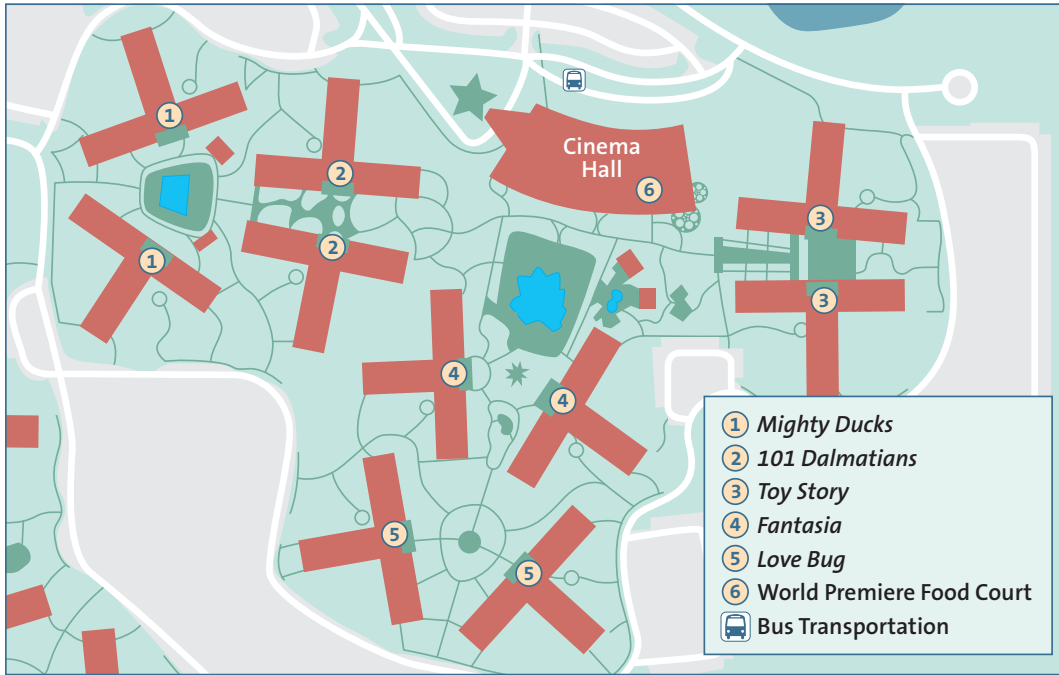 1
2
Cinema
Hall
6
3
1
2
3
4
4
5
5
1 Mighty Ducks
2 101 Dalmatians
3 Toy Story
4 Fantasia
5 Love Bug
6 World Premiere Food Court
Bus Transportation